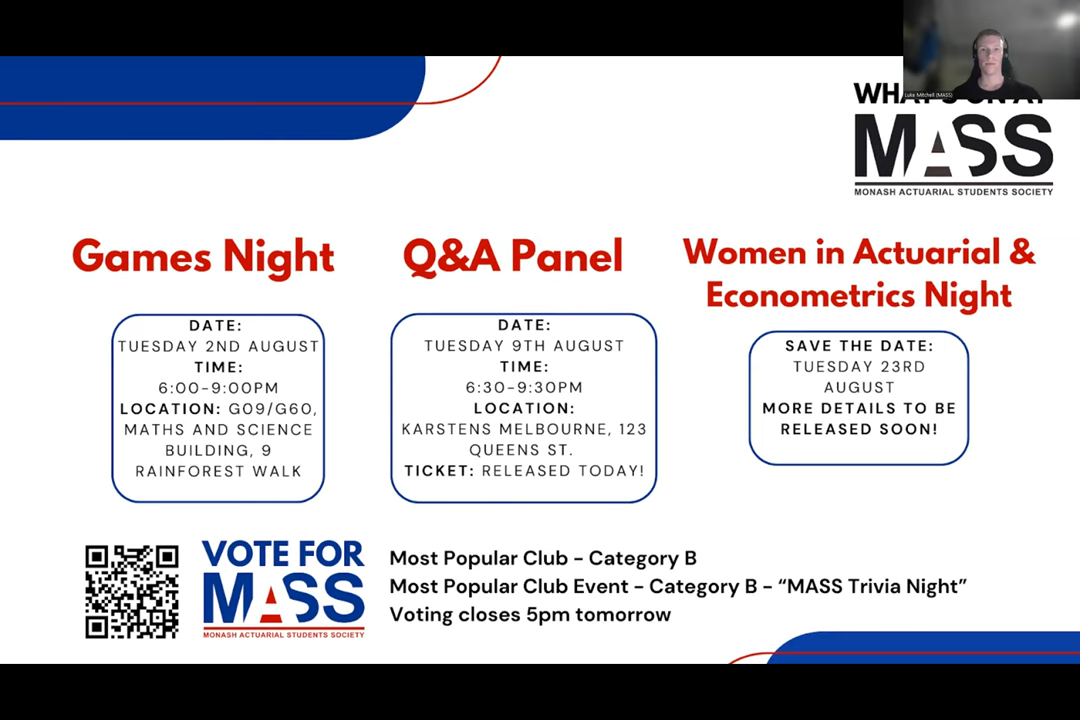 Luke Mitchell (MASS)
WHAT'S ON AT
MASS
MONASH ACTUARIAL STUDENTS SOCIETY
Games Night
DATE:
TUESDAY 2ND AUGUST
TIME:
6:00-9:00PM
LOCATION: G09/G60,
MATHS AND SCIENCE
BUILDING, 9
RAINFOREST WALK
Q&A Panel
DATE:
TUESDAY 9TH AUGUST
TIME:
6:30-9:30PM
LOCATION:
KARSTENS MELBOURNE, 123
QUEENS ST.
TICKET: RELEASED TODAY!
Women in Actuarial &
Econometrics Night
SAVE THE DATE:
TUESDAY 23RD
AUGUST
MORE DETAILS TO BE
RELEASED SOON!
VOTE FOR
MASS
MONASH ACTUARIAL STUDENTS SOCIETY
Most Popular Club - Category B
Most Popular Club Event - Category B - “MASS Trivia Night”
Voting closes 5pm tomorrow